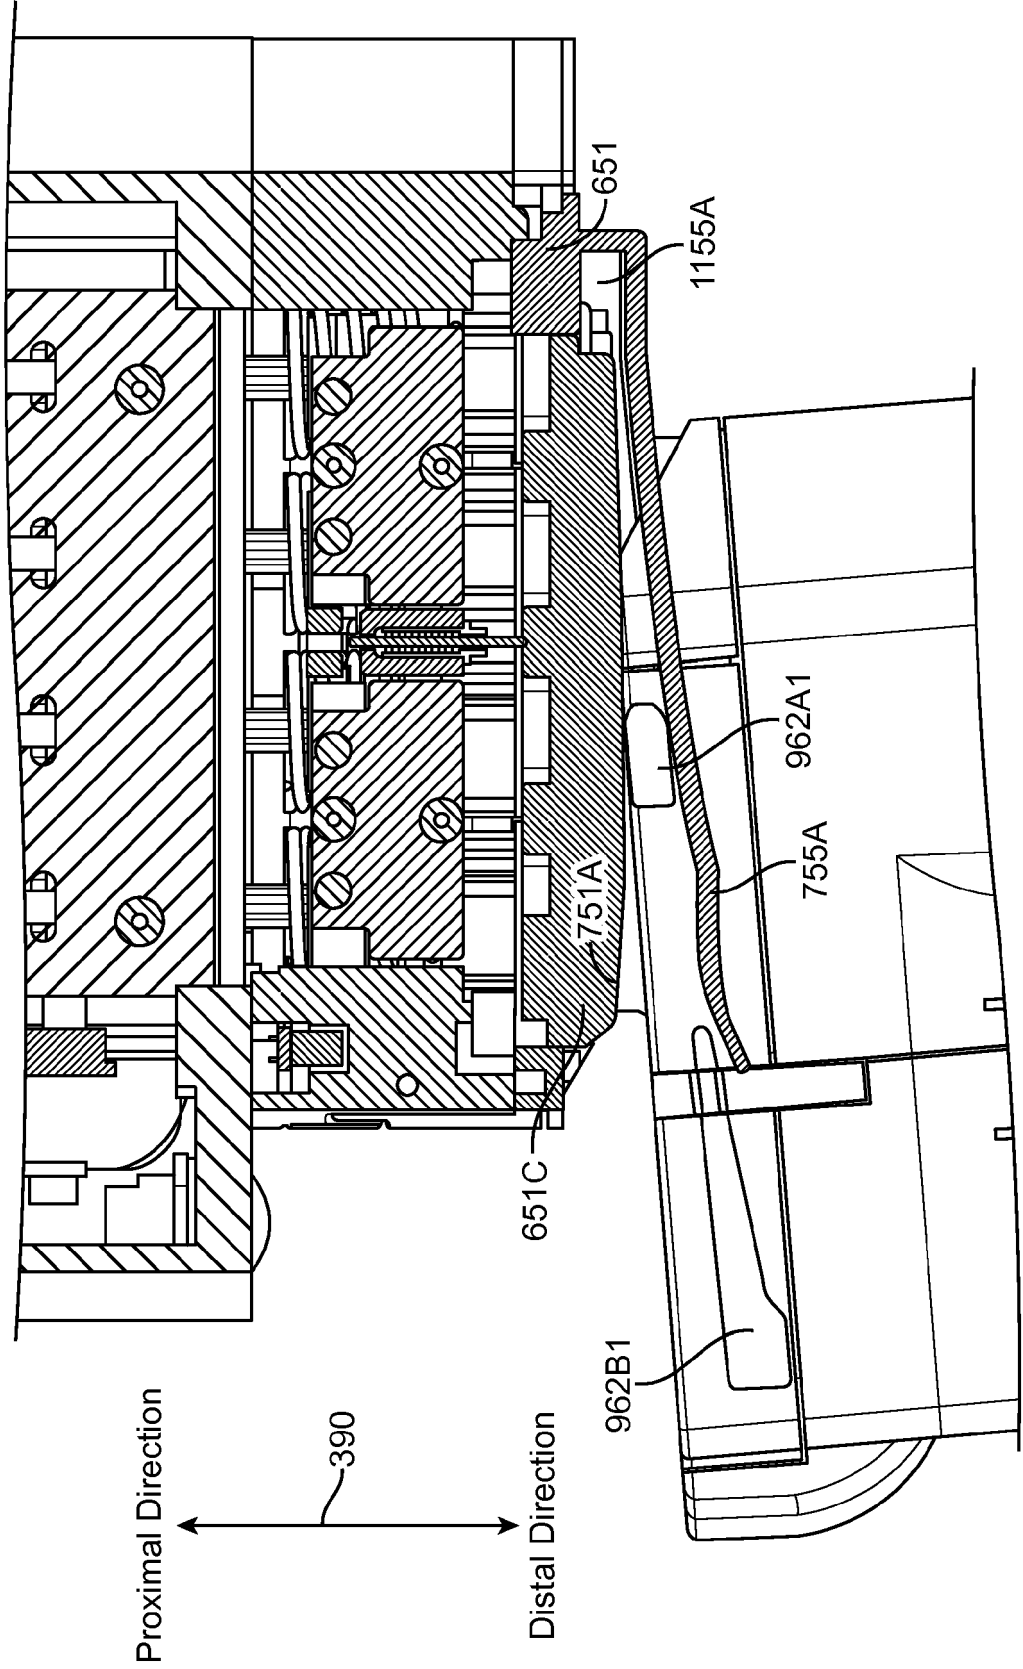 Proximal Direction
390
Distal Direction
962B1
651C
751A
755A
962A1
1155A
651